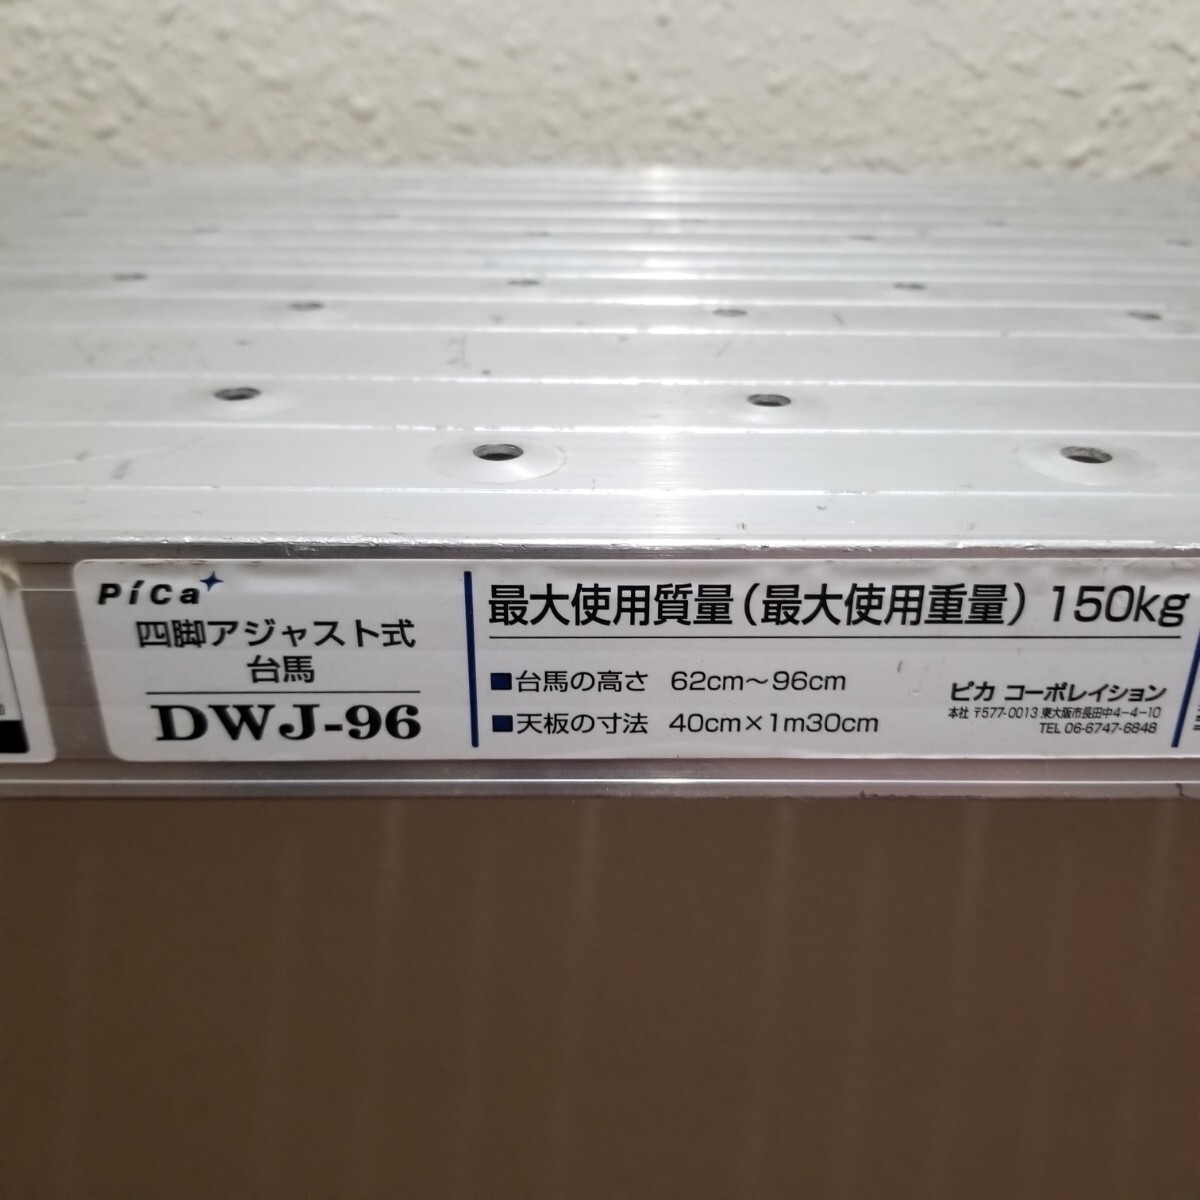 PiCa
四脚アジャスト式
台馬
DWJ-96
最大使用質量(最大使用重量) 150kg
■台馬の高さ 62cm～96cm
■天板の寸法 40cm×1m30cm
ピカ コーポレイション
本社 〒577-0013 東大阪市長田中4-4-10
TEL 06-6747-6848